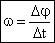 ω = Δφ / Δt